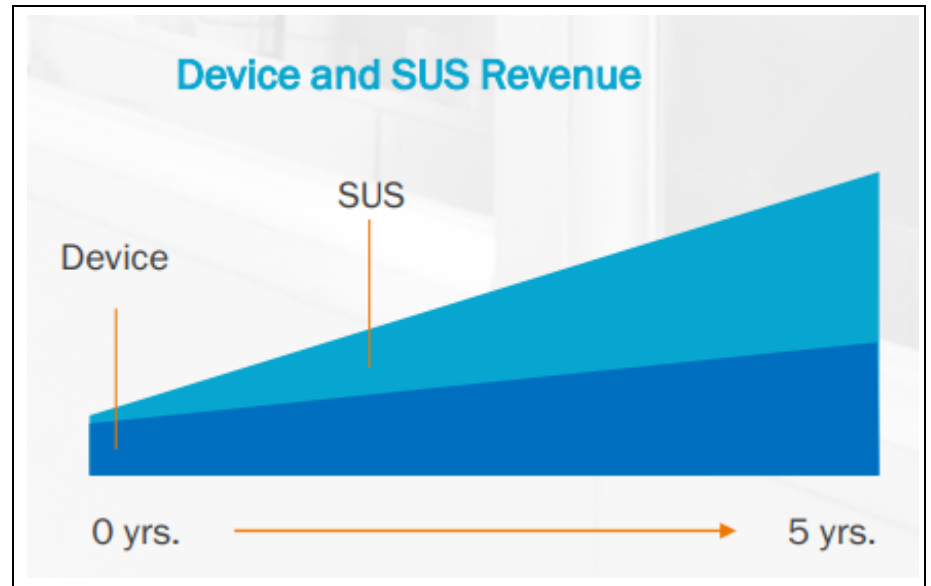 Device and SUS Revenue
SUS
Device
0 yrs.
5 yrs.